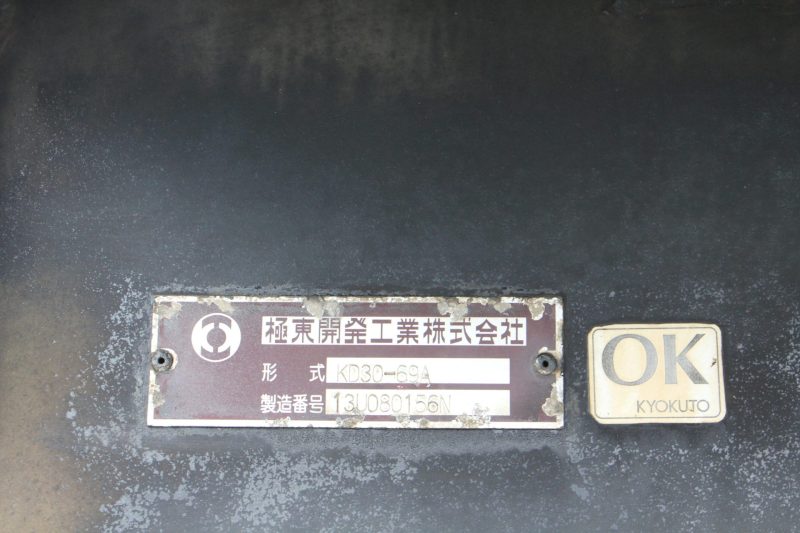 極東開発工業株式会社
形式 KD30-69A
製造番号 13U080156N
OK
KYOKUTO